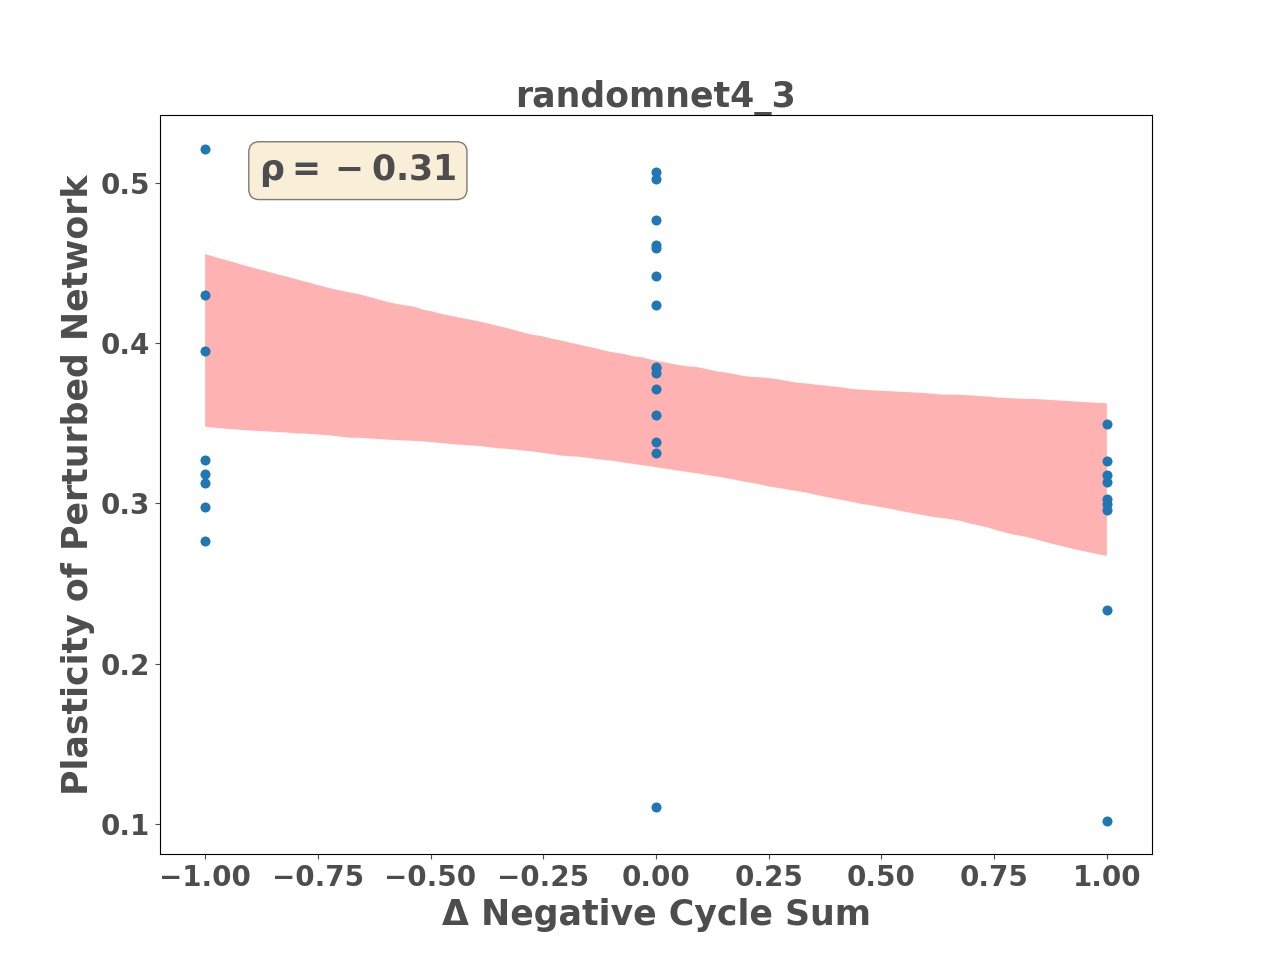 randomnet4_3
ρ = − 0.31
Plasticity of Perturbed Network
0.5
0.4
0.3
0.2
0.1
−1.00 −0.75 −0.50 −0.25 0.00 0.25 0.50 0.75 1.00
Δ Negative Cycle Sum